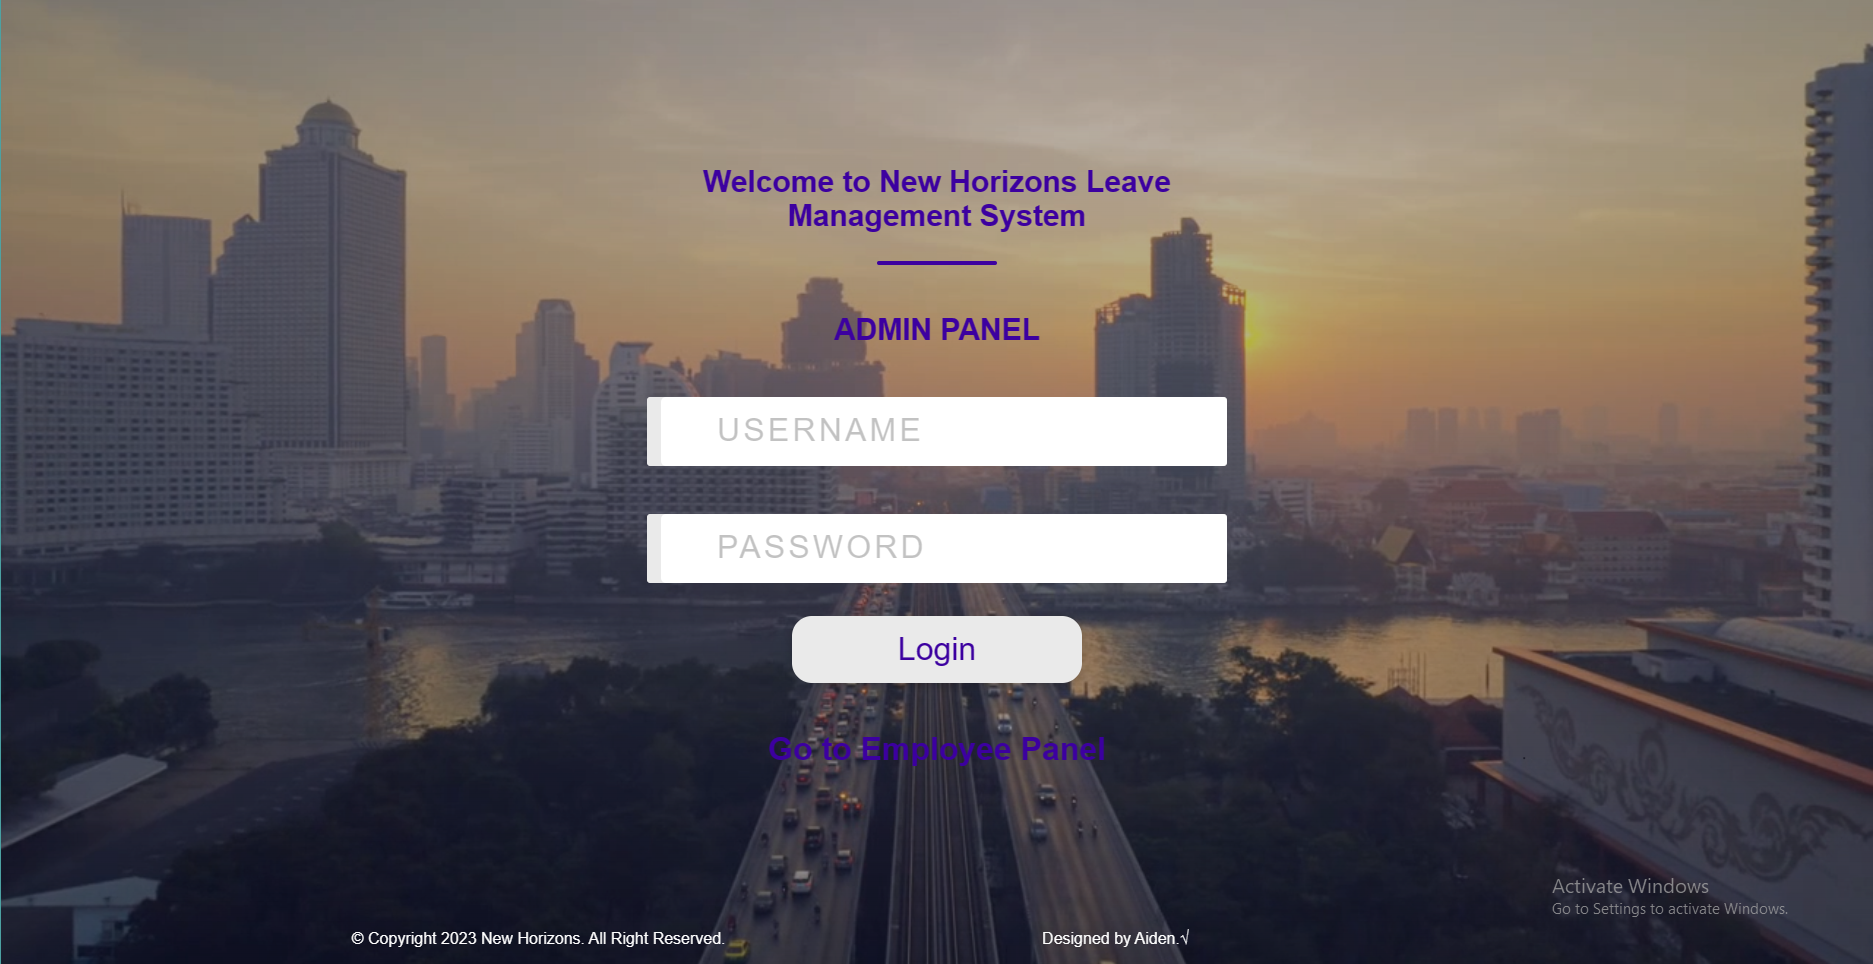 Welcome to New Horizons Leave
Management System
ADMIN PANEL
USERNAME
PASSWORD
Login
Go to Employee Panel
Activate Windows
Go to Settings to activate Windows.
© Copyright 2023 New Horizons. All Right Reserved.
Designed by Aiden.√